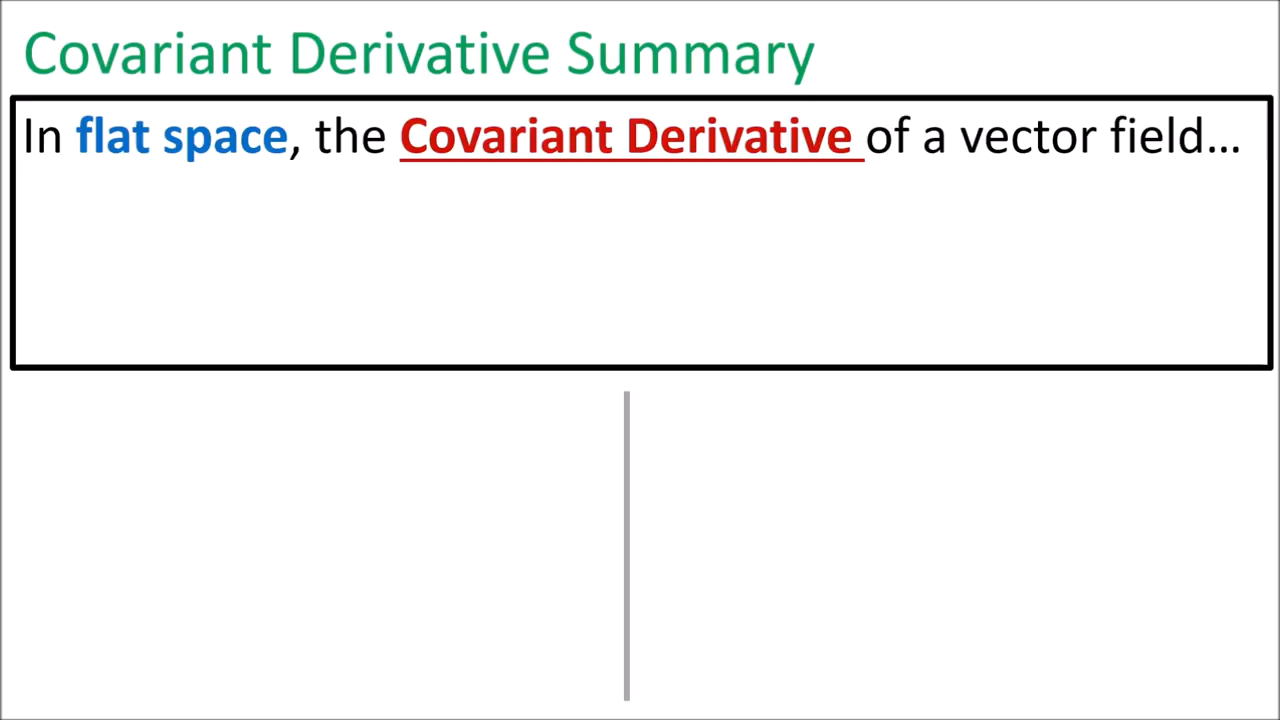 Covariant Derivative Summary
In flat space, the Covariant Derivative of a vector field...